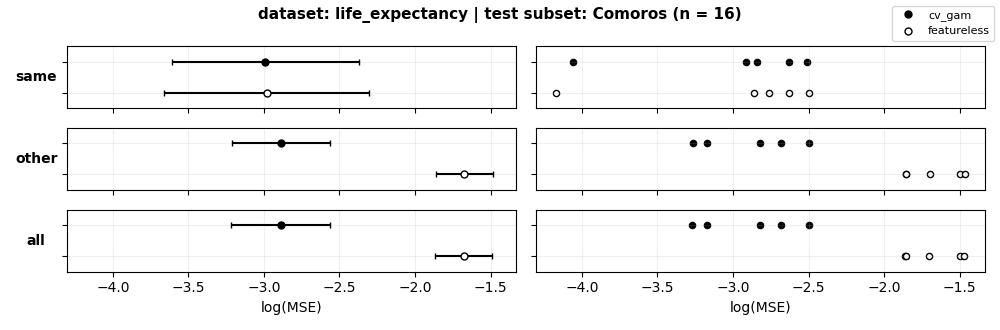 dataset: life_expectancy | test subset: Comoros (n = 16)
cv_gam
featureless
same
other
all
−4.0 −3.5 −3.0 −2.5 −2.0 −1.5
−4.0 −3.5 −3.0 −2.5 −2.0 −1.5
log(MSE)
log(MSE)